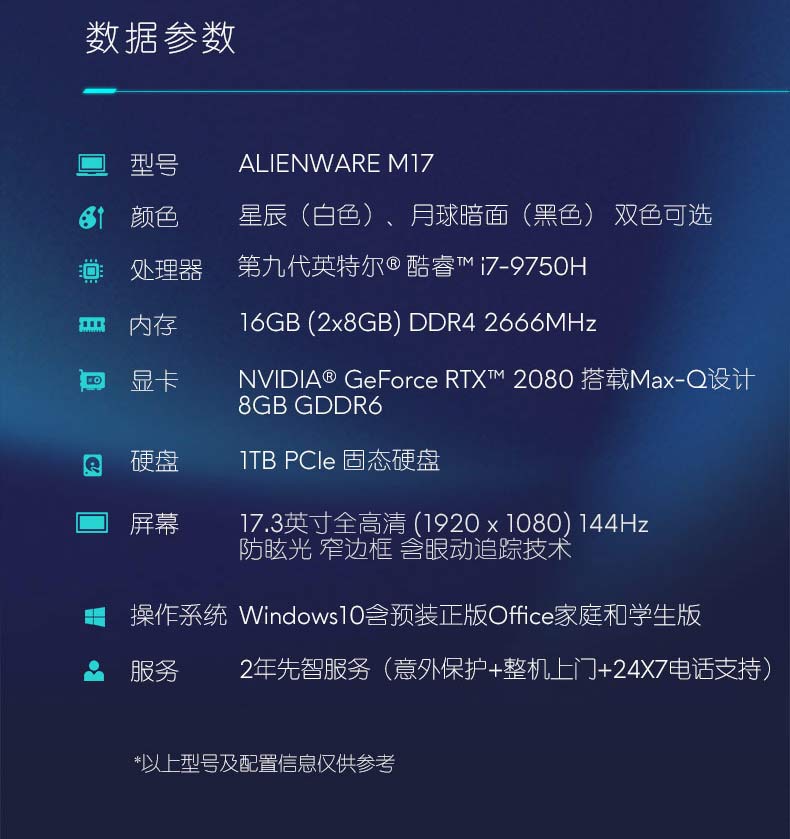 数据参数
型号 ALIENWARE M17
颜色 星辰（白色）、月球暗面（黑色） 双色可选
处理器 第九代英特尔® 酷睿™ i7-9750H
内存 16GB (2x8GB) DDR4 2666MHz
显卡 NVIDIA® GeForce RTX™ 2080 搭载Max-Q设计
8GB GDDR6
硬盘 1TB PCIe 固态硬盘
屏幕 17.3英寸全高清 (1920 x 1080) 144Hz
防眩光 窄边框 含眼动追踪技术
操作系统 Windows10含预装正版Office家庭和学生版
服务 2年先智服务（意外保护+整机上门+24X7电话支持）
*以上型号及配置信息仅供参考